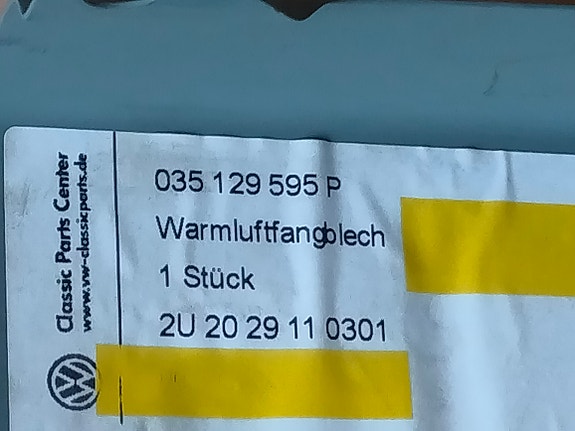 Classic Parts Center
www.vw-classicparts.de
035 129 595 P
Warmluftfangblech
1 Stück
2U 20 29 11 0301